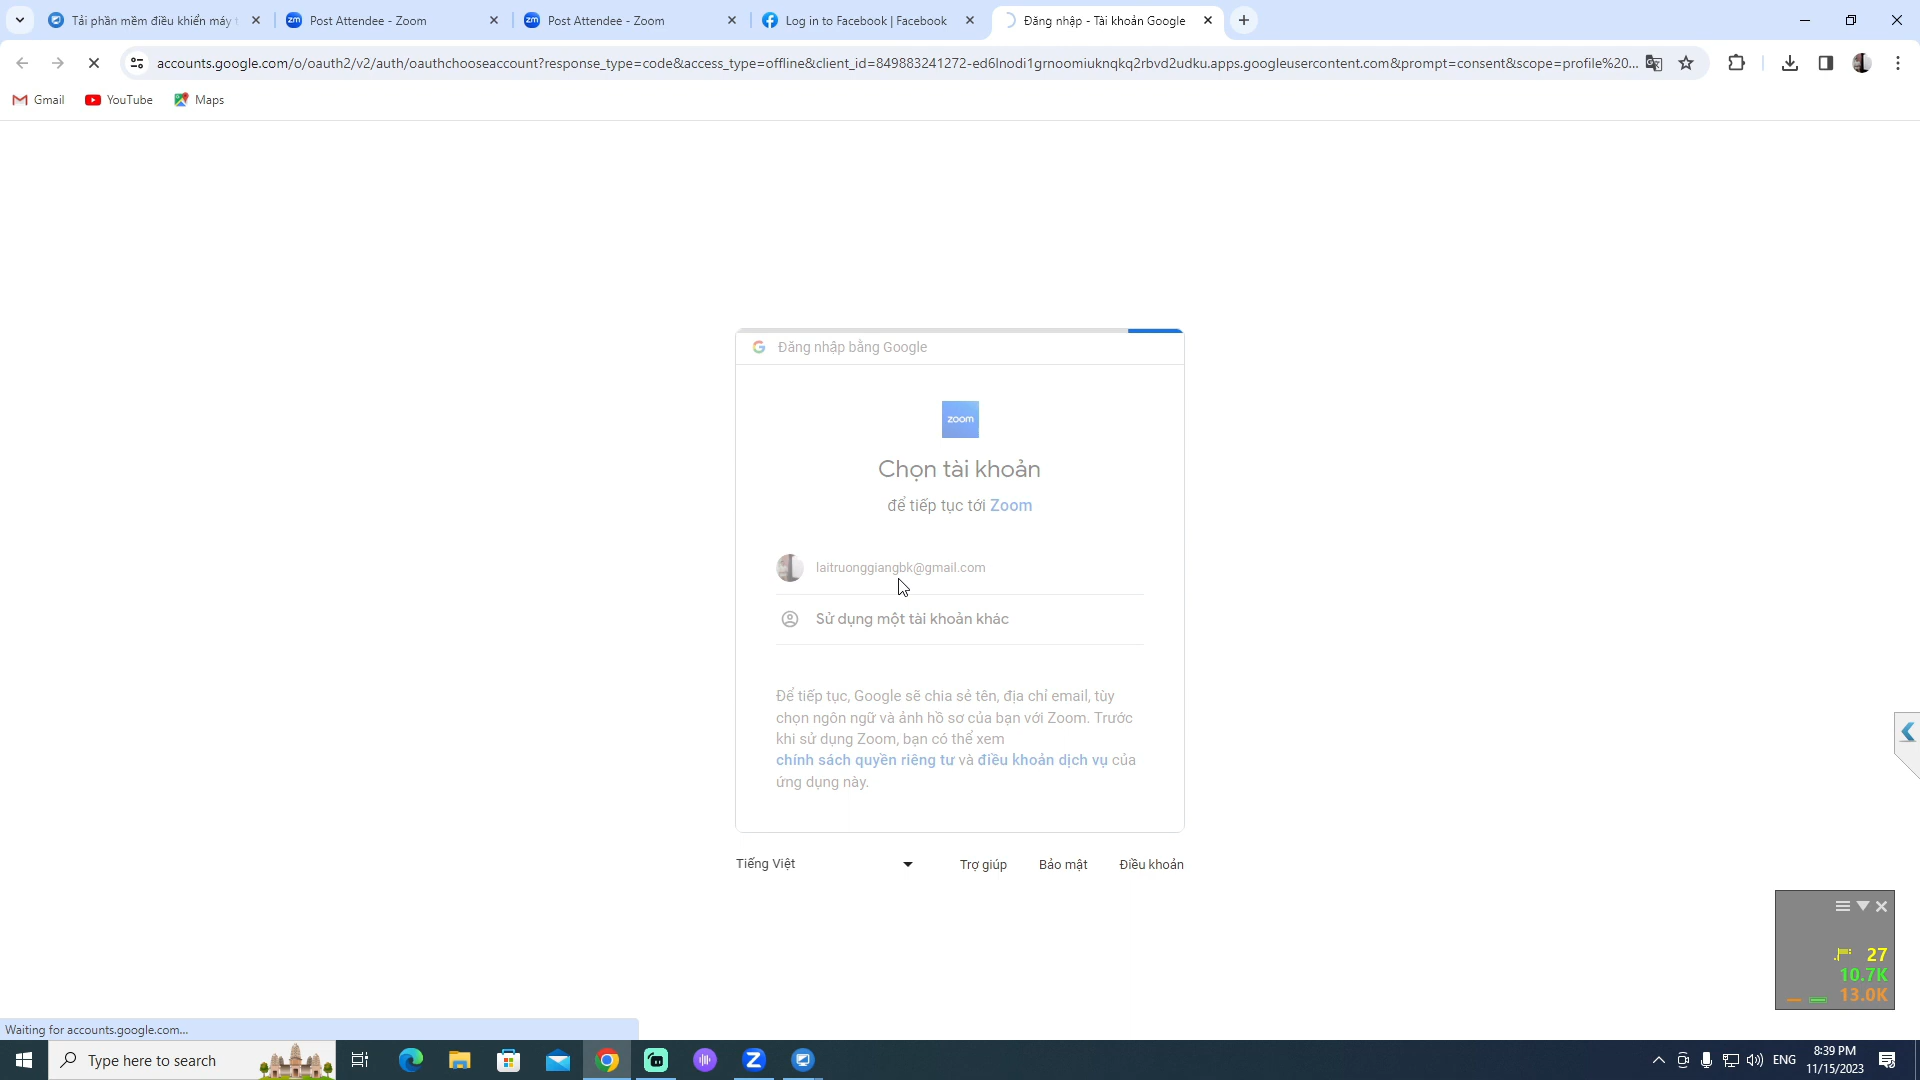 Tải phần mềm điều khiển máy
Post Attendee - Zoom
Post Attendee - Zoom
Log in to Facebook | Facebook
Đăng nhập - Tài khoản Google
accounts.google.com/o/oauth2/v2/auth/oauthchooseaccount?response_type=code&access_type=offline&client_id=849883241272-ed6lnodi1grnoomiuknqkq2rbvd2udku.apps.googleusercontent.com&prompt=consent&scope=profile%20...
Gmail
YouTube
Maps
Đăng nhập bằng Google
zoom
Chọn tài khoản
để tiếp tục tới Zoom
laitruonggiangbk@gmail.com
Sử dụng một tài khoản khác
Để tiếp tục, Google sẽ chia sẻ tên, địa chỉ email, tùy
chọn ngôn ngữ và ảnh hồ sơ của bạn với Zoom. Trước
khi sử dụng Zoom, bạn có thể xem
chính sách quyền riêng tư và điều khoản dịch vụ của
ứng dụng này.
Tiếng Việt
Trợ giúp
Bảo mật
Điều khoản
27
10.7K
13.0K
Waiting for accounts.google.com...
Type here to search
ENG
8:39 PM
11/15/2023